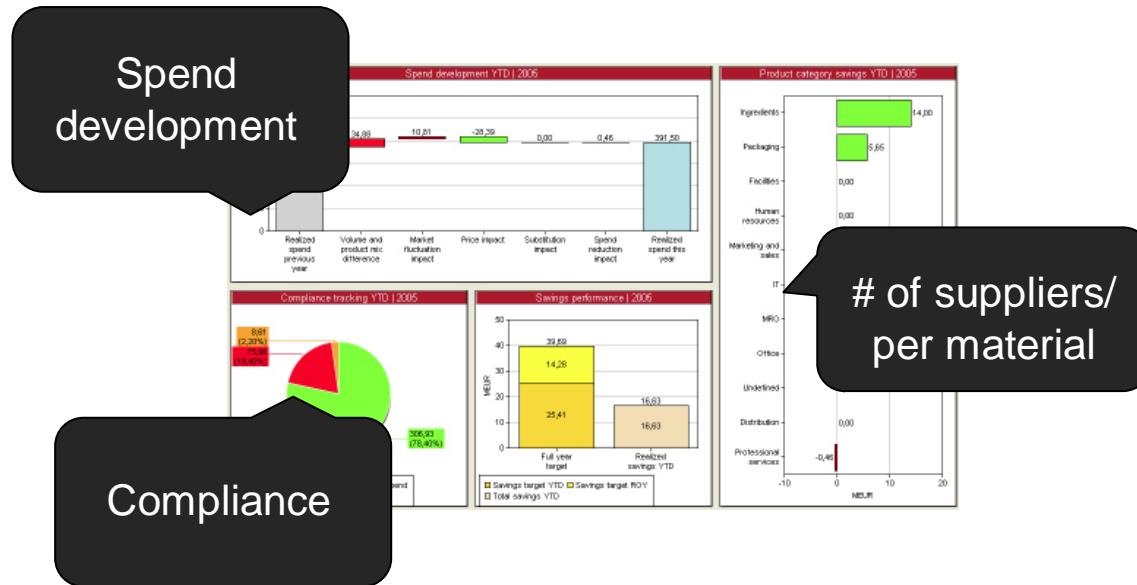 Spend
development
# of suppliers/
per material
Compliance
Spend development YTD | 2005
34,88
10,81
-28,39
0,00
0,46
391,50
0
Realized
spend
previous
year
Volume and
product mix
difference
Market
fluctuation
impact
Price impact
Substitution
impact
Spend
reduction
impact
Realized
spend this
year
Product category savings YTD | 2005
Ingredients
14,00
Packaging
Facilities
0,00
Human
resources
0,00
Marketing and
sales
IT
MRO
Office
Undefined
Distribution
0,00
Professional
services
-0,46
-10
0
10
20
MEUR
Compliance tracking YTD | 2005
8,61
(2,20%)
306,93
(78,40%)
Savings performance | 2005
50
40
30
20
10
0
MEUR
39,69
14,28
25,41
16,63
16,63
Full year
target
Realized
savings YTD
Savings target YTD
Savings target ROY
Total savings YTD